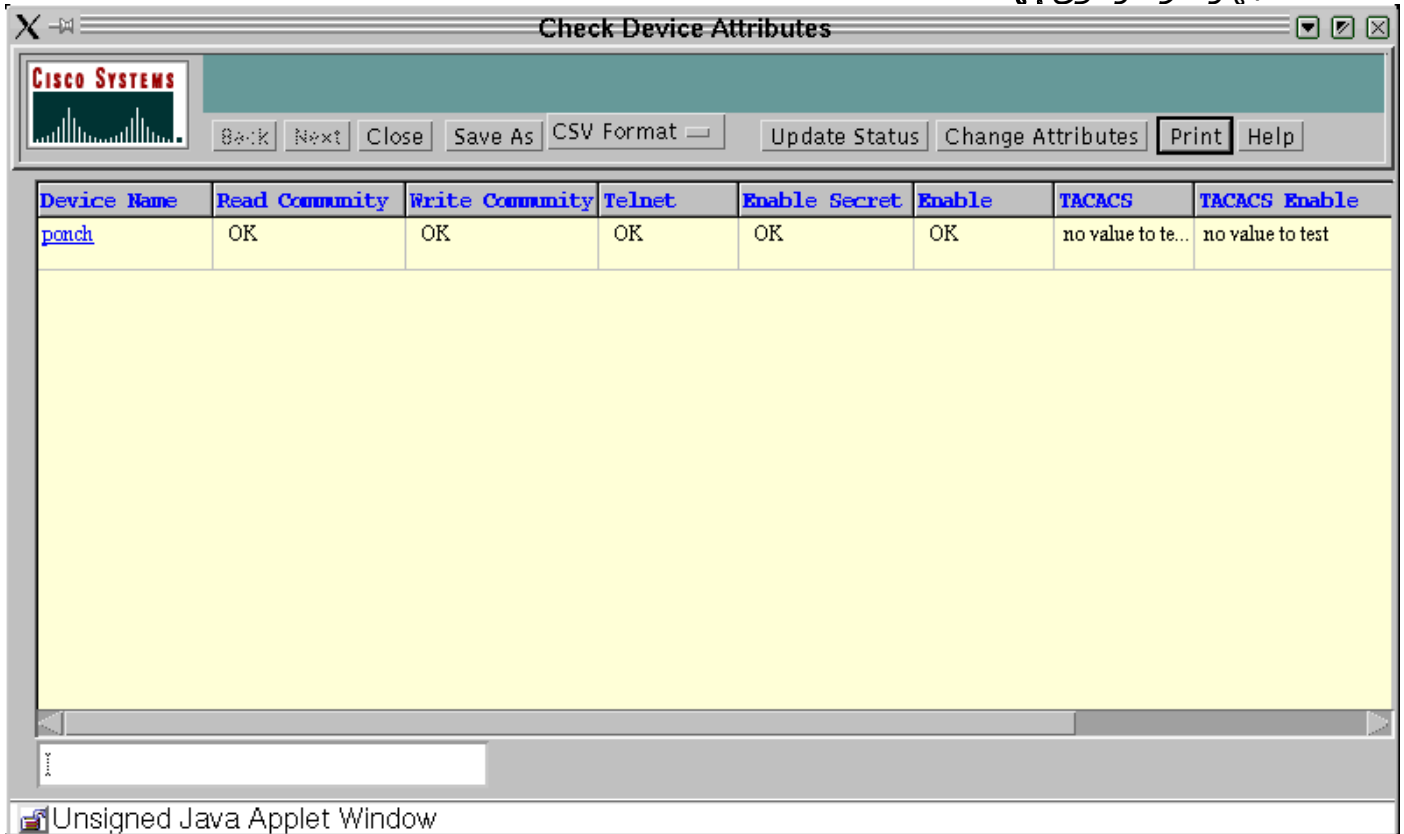 Check Device Attributes
CISCO SYSTEMS
Back Next Close Save As CSV Format Update Status Change Attributes Print Help
Device Name Read Community Write Community Telnet Enable Secret Enable TACACS TACACS Enable
ponch OK OK OK OK OK no value to te... no value to test
Unsigned Java Applet Window